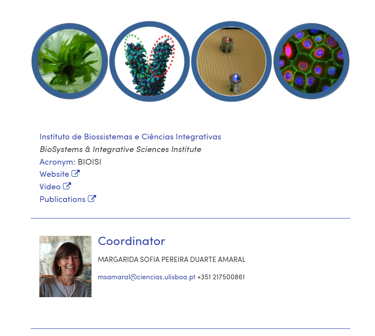 Instituto de Biossistemas e Ciências Integrativas
BioSystems & Integrative Sciences Institute
Acronym: BIOISI
Website
Video
Publications
Coordinator
MARGARIDA SOFIA PEREIRA DUARTE AMARAL
msamaral@ciencias.ulisboa.pt +351 217500861